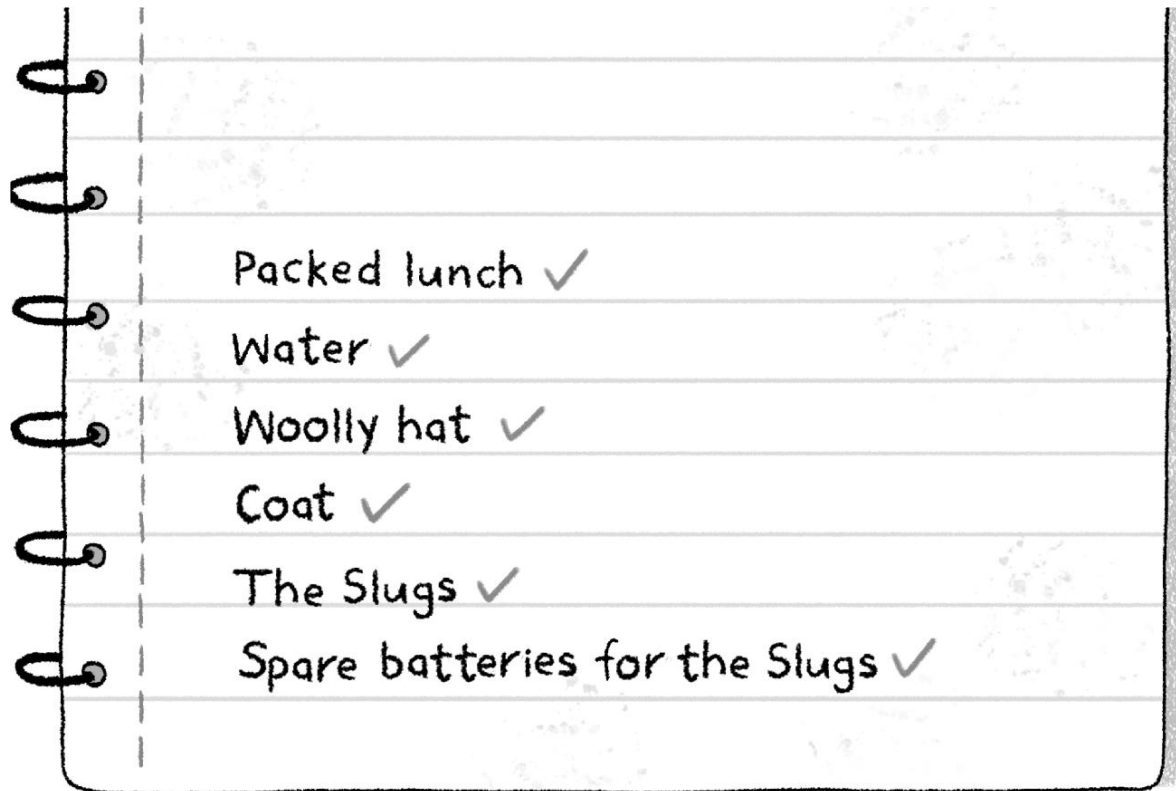 Packed lunch ✓
Water ✓
Woolly hat ✓
Coat ✓
The Slugs ✓
Spare batteries for the Slugs ✓